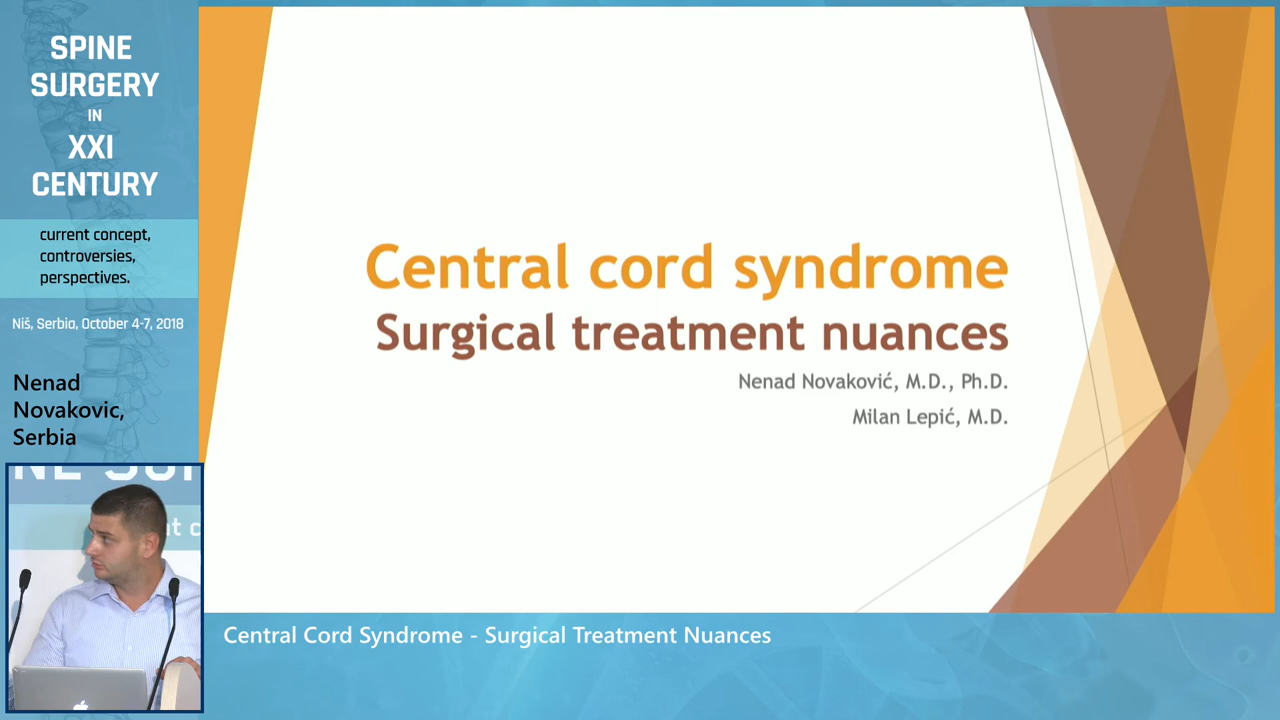 SPINE
SURGERY
IN
XXI
CENTURY
current concept,
controversies,
perspectives.
Niš, Serbia, October 4-7, 2018
Nenad
Novakovic,
Serbia
Central cord syndrome
Surgical treatment nuances
Nenad Novaković, M.D., Ph.D.
Milan Lepić, M.D.
Central Cord Syndrome - Surgical Treatment Nuances